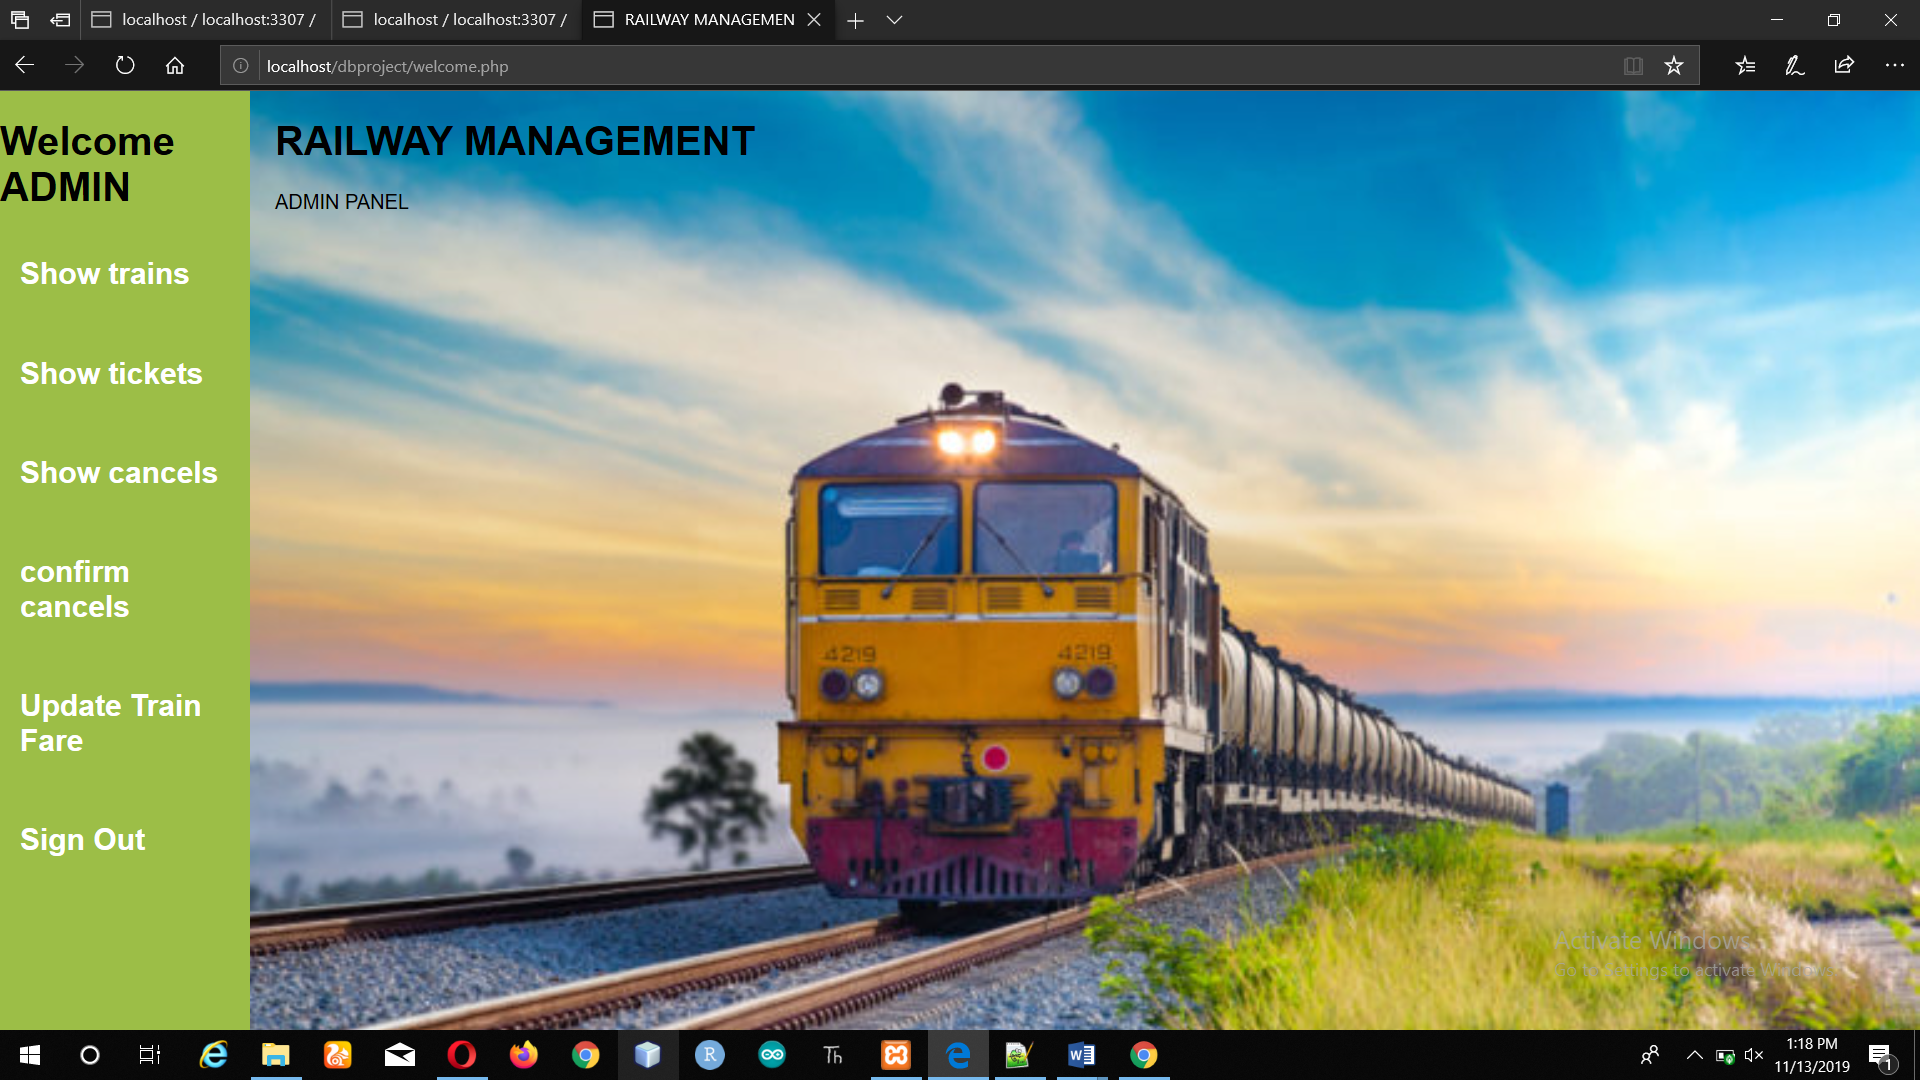 localhost / localhost:3307 /
localhost / localhost:3307 /
RAILWAY MANAGEMEN
localhost/dbproject/welcome.php
Welcome
ADMIN
Show trains
Show tickets
Show cancels
confirm
cancels
Update Train
Fare
Sign Out
RAILWAY MANAGEMENT
ADMIN PANEL
4219
4219
Activate Windows
Go to Settings to activate Windows.
R
Th
W
1:18 PM
11/13/2019
1